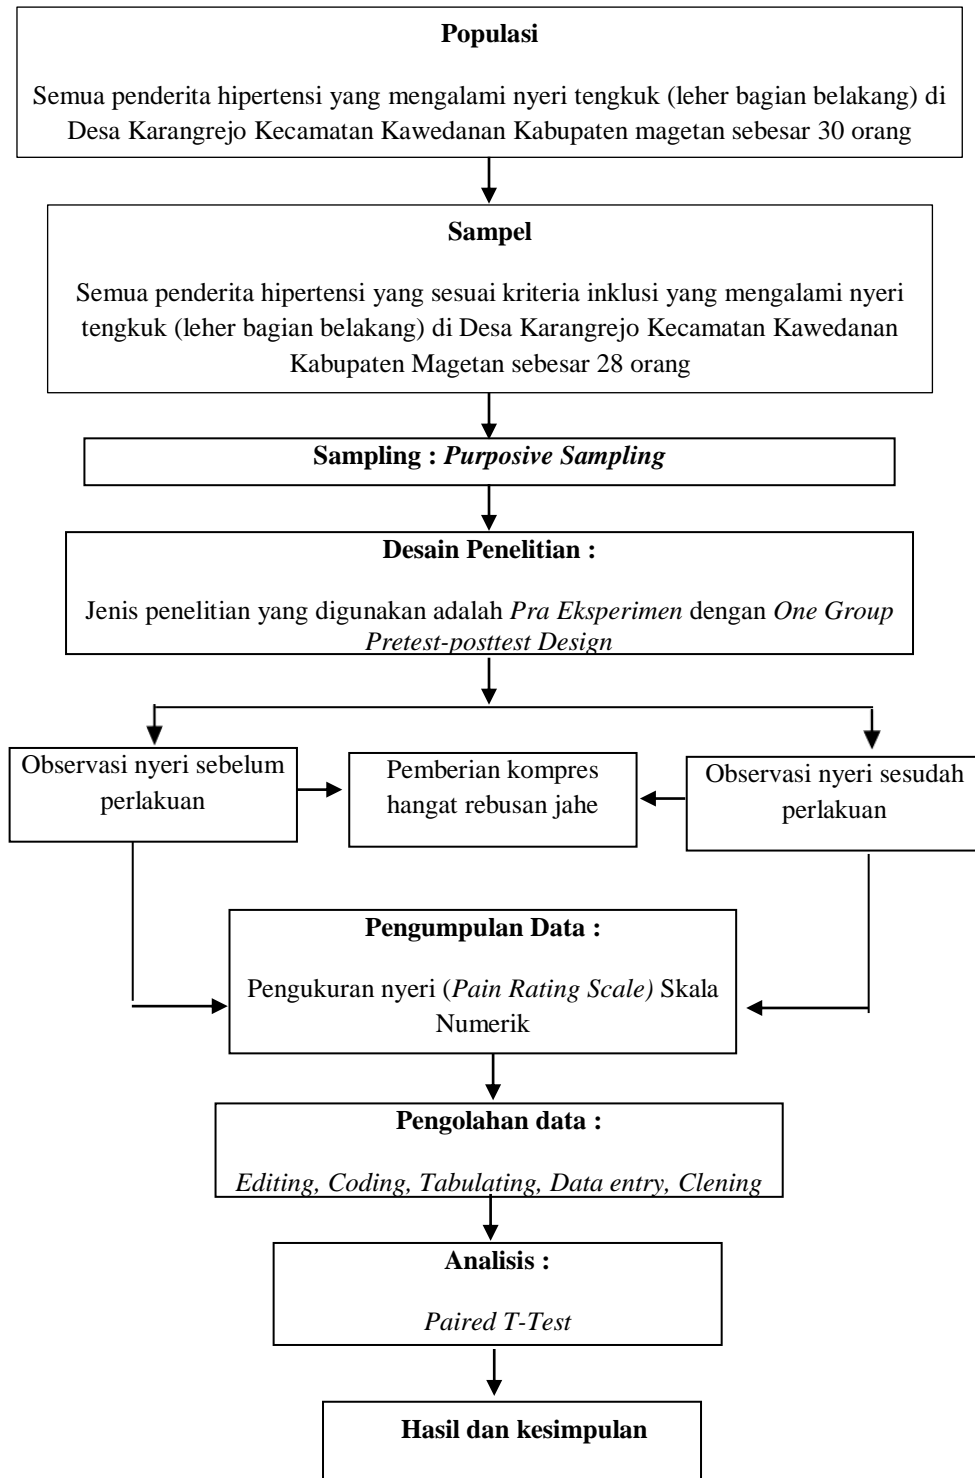 Populasi
Semua penderita hipertensi yang mengalami nyeri tengkuk (leher bagian belakang) di
Desa Karangrejo Kecamatan Kawedanan Kabupaten magetan sebesar 30 orang
Sampel
Semua penderita hipertensi yang sesuai kriteria inklusi yang mengalami nyeri
tengkuk (leher bagian belakang) di Desa Karangrejo Kecamatan Kawedanan
Kabupaten Magetan sebesar 28 orang
Sampling : Purposive Sampling
Desain Penelitian :
Jenis penelitian yang digunakan adalah Pra Eksperimen dengan One Group
Pretest-posttest Design
Observasi nyeri sebelum
perlakuan
Pemberian kompres
hangat rebusan jahe
Observasi nyeri sesudah
perlakuan
Pengumpulan Data :
Pengukuran nyeri (Pain Rating Scale) Skala
Numerik
Pengolahan data :
Editing, Coding, Tabulating, Data entry, Clening
Analisis :
Paired T-Test
Hasil dan kesimpulan